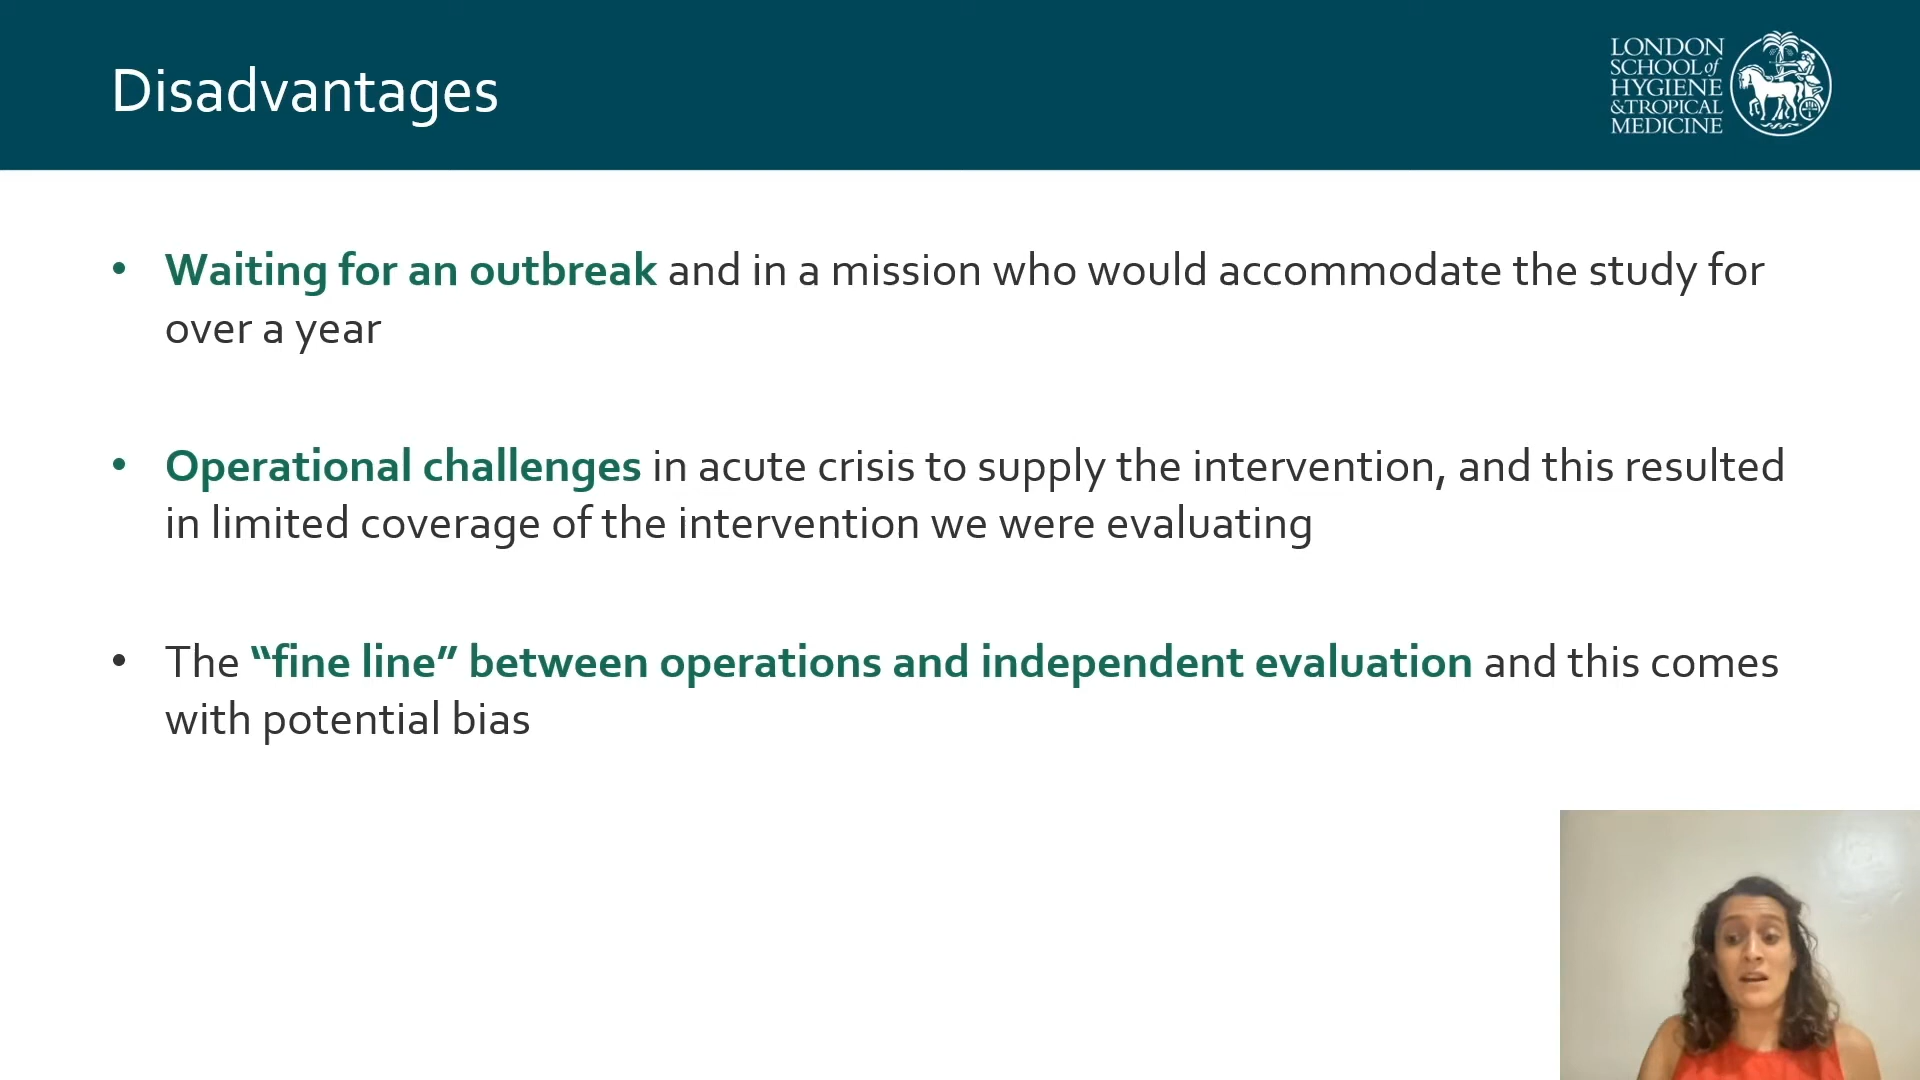 Disadvantages
LONDON
SCHOOL of
HYGIENE
&TROPICAL
MEDICINE
• Waiting for an outbreak and in a mission who would accommodate the study for
over a year
• Operational challenges in acute crisis to supply the intervention, and this resulted
in limited coverage of the intervention we were evaluating
• The “fine line” between operations and independent evaluation and this comes
with potential bias